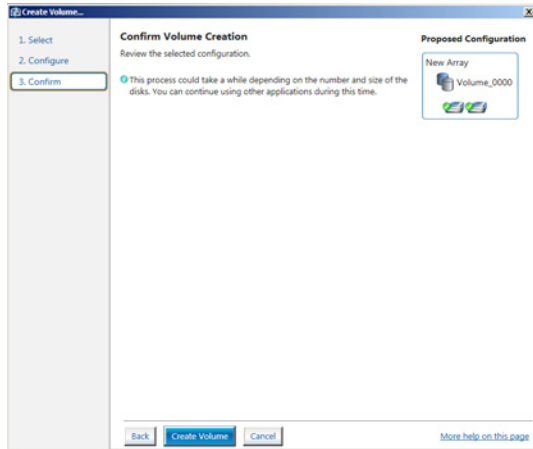 Create Volume...
1. Select
2. Configure
3. Confirm
Confirm Volume Creation
Review the selected configuration.
This process could take a while depending on the number and size of the
disks. You can continue using other applications during this time.
Proposed Configuration
New Array
Volume_0000
Back
Create Volume
Cancel
More help on this page